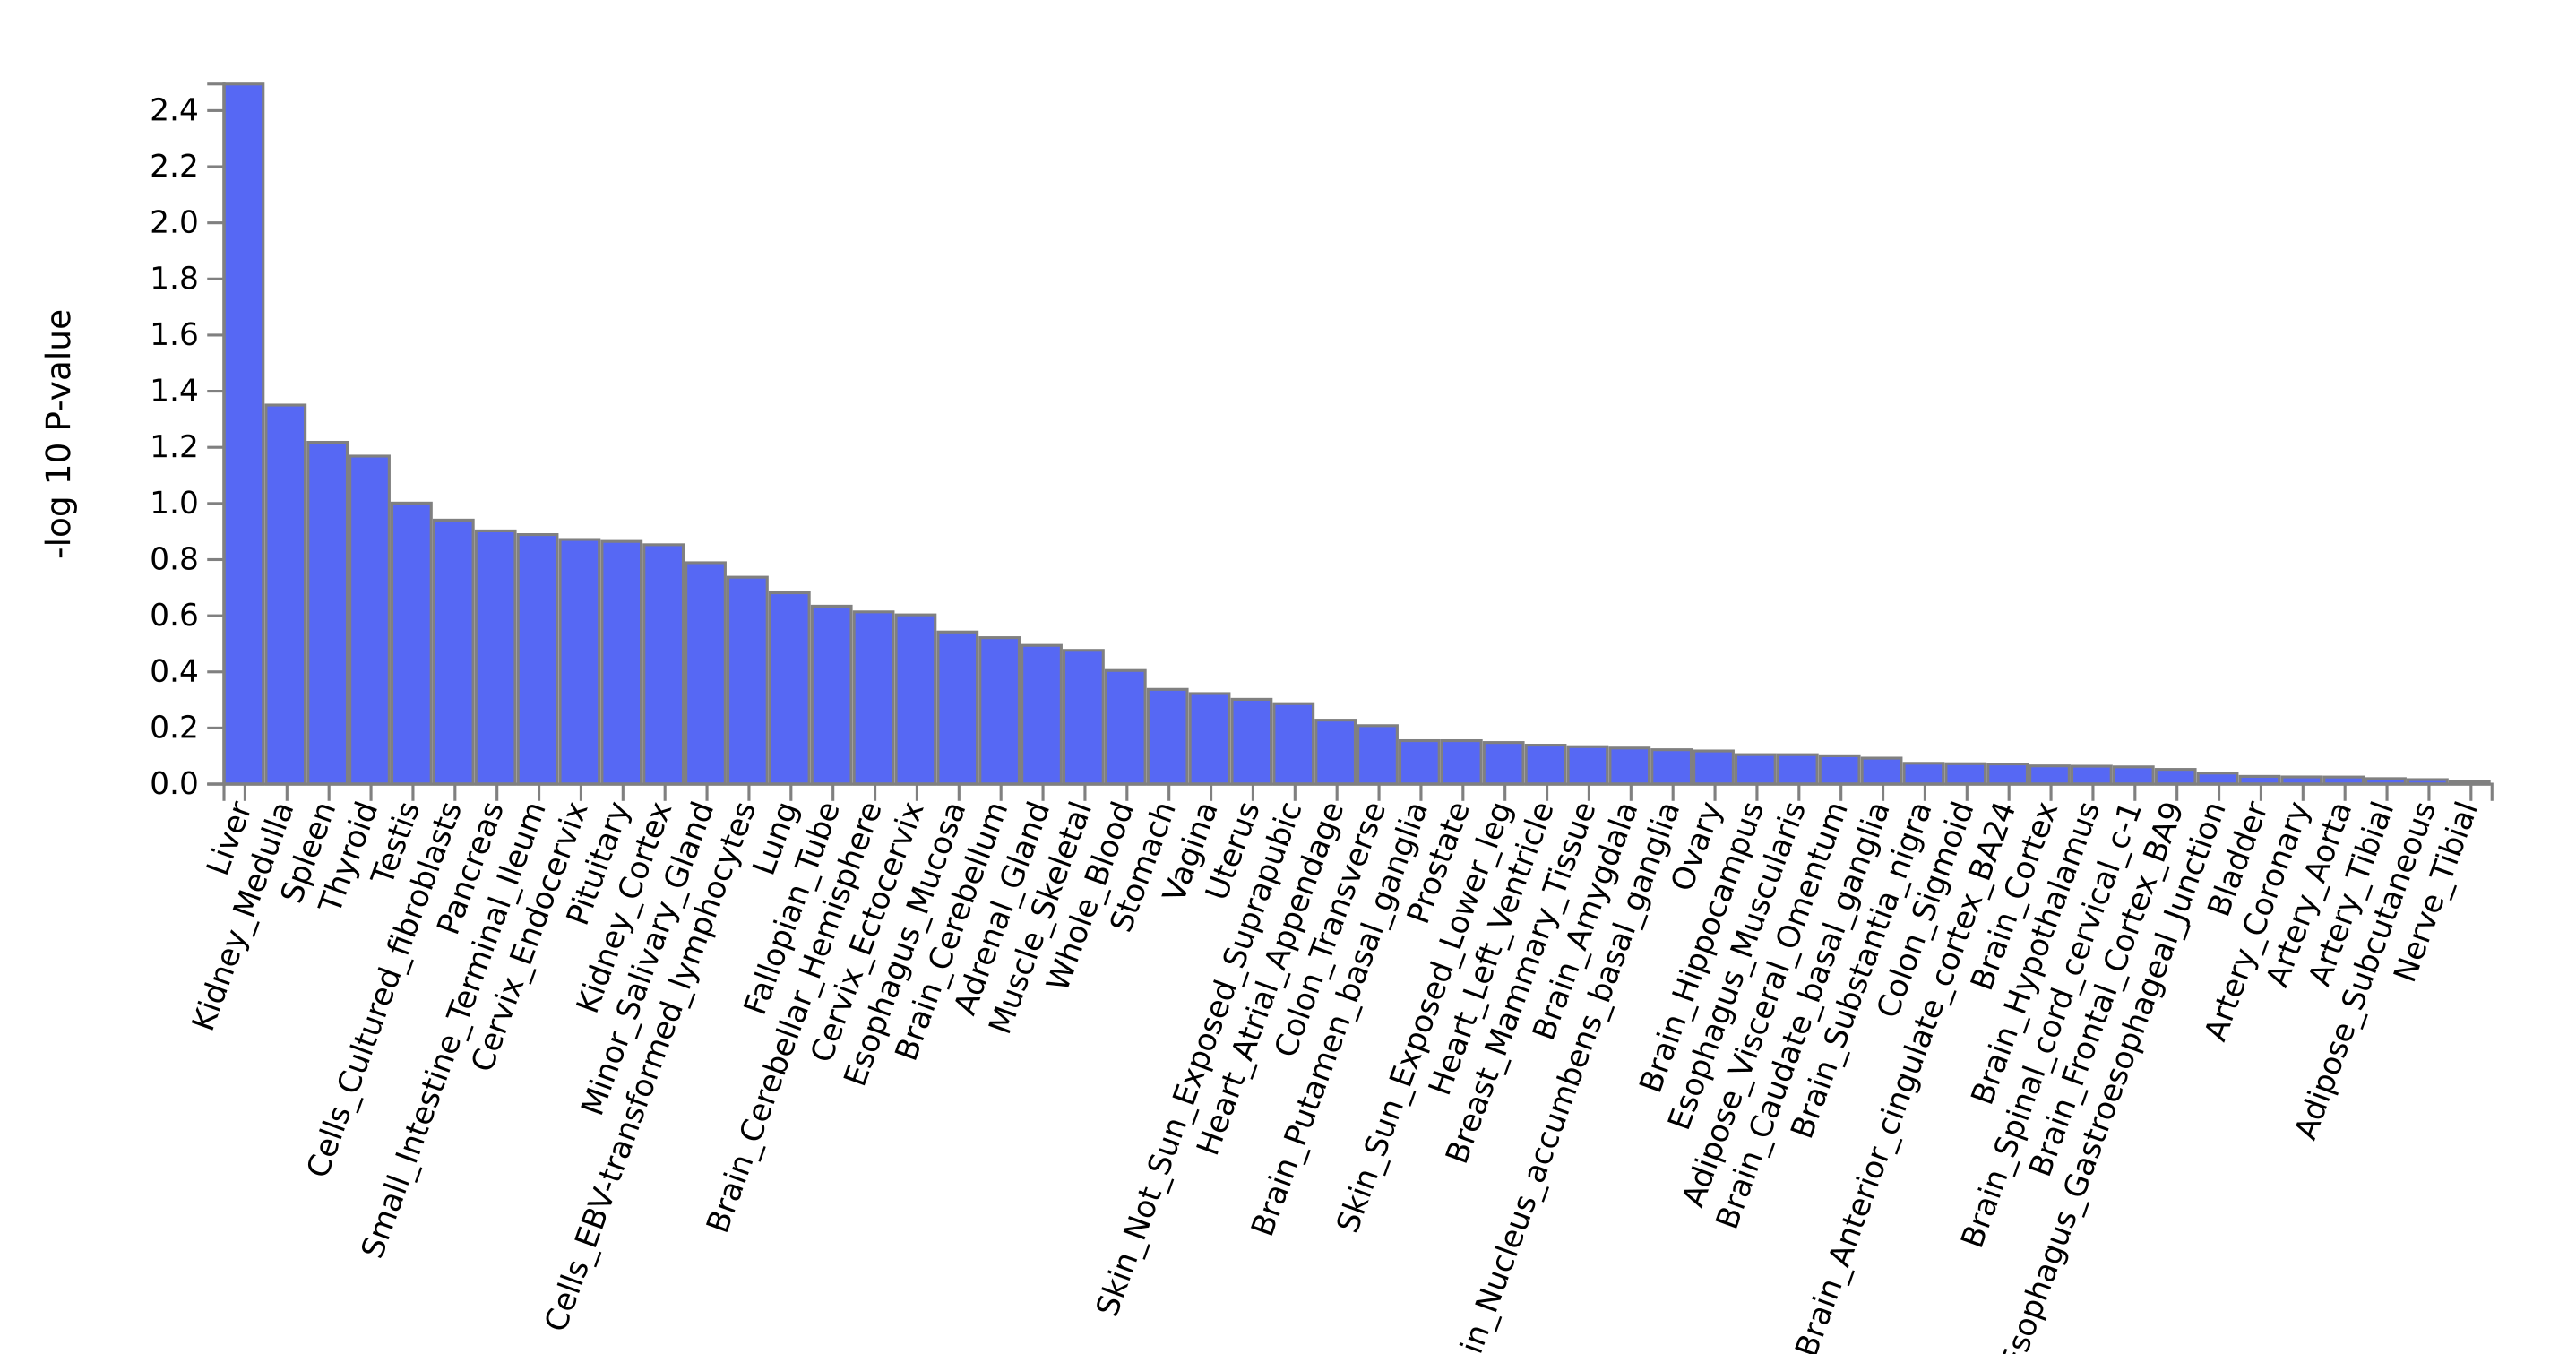 2.4
2.2
2.0
1.8
1.6
1.4
1.2
1.0
0.8
0.6
0.4
0.2
0.0
-log 10 P-value
Liver
Kidney_Medulla
Spleen
Thyroid
Testis
Cells_Cultured_fibroblasts
Pancreas
Small_Intestine_Terminal_Ileum
Cervix_Endocervix
Pituitary
Kidney_Cortex
Minor_Salivary_Gland
Cells_EBV-transformed_lymphocytes
Lung
Fallopian_Tube
Brain_Cerebellar_Hemisphere
Cervix_Ectocervix
Esophagus_Mucosa
Brain_Cerebellum
Adrenal_Gland
Muscle_Skeletal
Whole_Blood
Stomach
Vagina
Uterus
Skin_Not_Sun_Exposed_Suprapubic
Heart_Atrial_Appendage
Colon_Transverse
Brain_Putamen_basal_ganglia
Prostate
Skin_Sun_Exposed_Lower_leg
Heart_Left_Ventricle
Breast_Mammary_Tissue
Brain_Amygdala
in_Nucleus_accumbens_basal_ganglia
Ovary
Brain_Hippocampus
Esophagus_Muscularis
Adipose_Visceral_Omentum
Brain_Caudate_basal_ganglia
Brain_Substantia_nigra
Colon_Sigmoid
Brain_Anterior_cingulate_cortex_BA24
Brain_Cortex
Brain_Hypothalamus
Brain_Spinal_cord_cervical_c-1
Brain_Frontal_Cortex_BA9
Esophagus_Gastroesophageal_Junction
Bladder
Artery_Coronary
Artery_Aorta
Artery_Tibial
Adipose_Subcutaneous
Nerve_Tibial